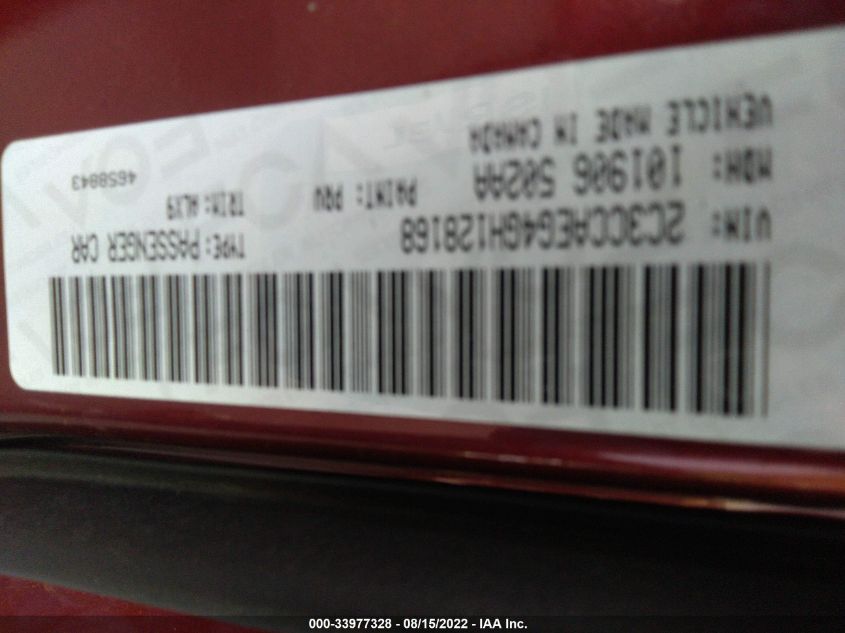 VIN: 2C3CCAEG4GH128168 TYPE: PASSENGER CAR
MDH: 101906 502AA PAINT: PRV TRIM: ALX9
VEHICLE MADE IN CANADA 4658843
000-33977328 - 08/15/2022 - IAA Inc.